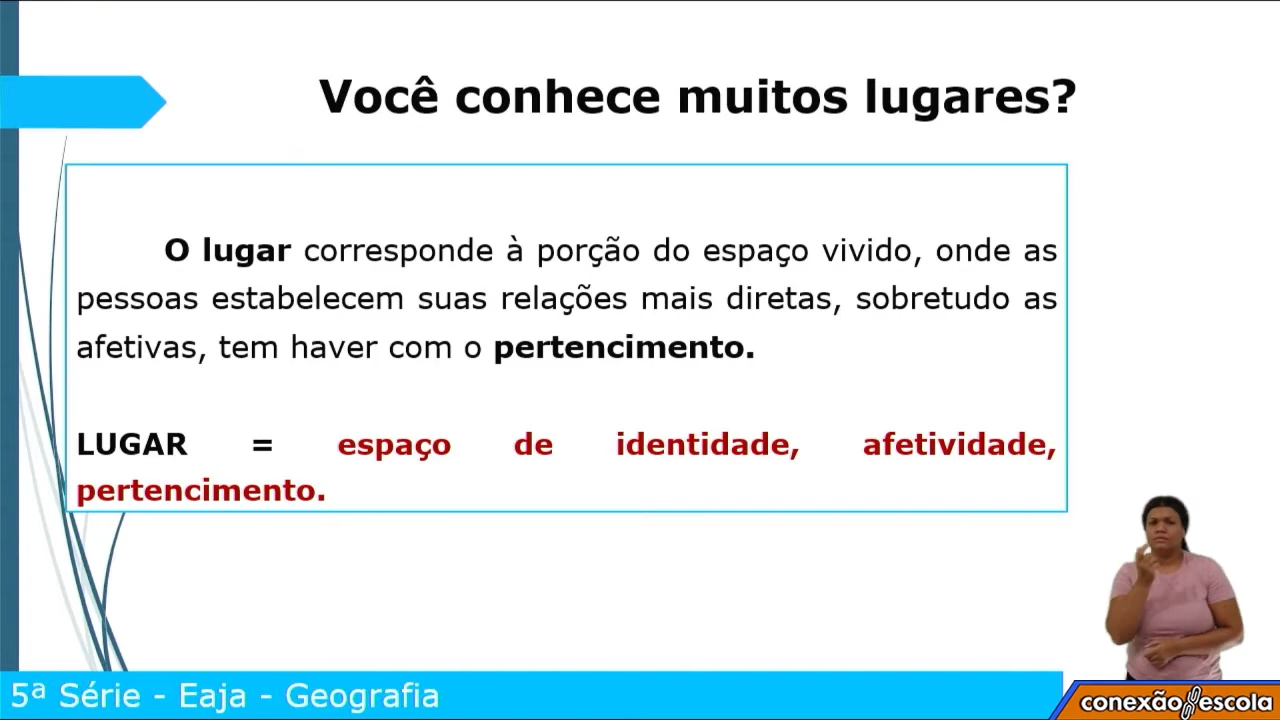 Você conhece muitos lugares?
O lugar corresponde à porção do espaço vivido, onde as
pessoas estabelecem suas relações mais diretas, sobretudo as
afetivas, tem haver com o pertencimento.
LUGAR = espaço de identidade, afetividade,
pertencimento.
5ª Série - Eaja - Geografia
conexão escola